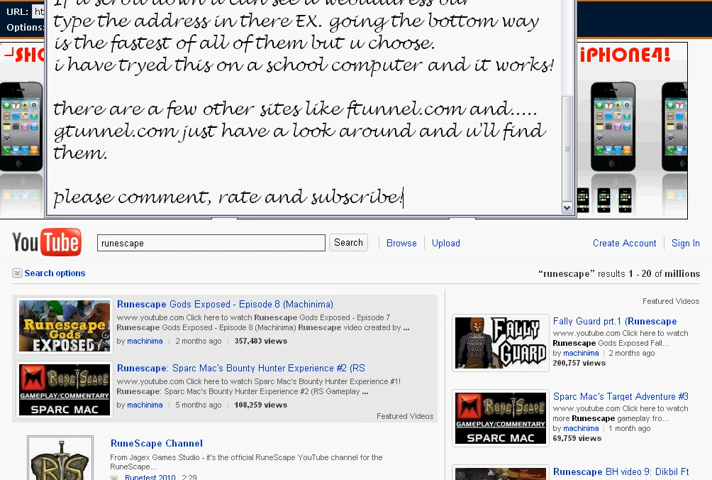 URL: ht
Options:
If u scroll down u can see a webaddress bar
type the address in there EX. going the bottom way
is the fastest of all of them but u choose.
i have tryed this on a school computer and it works!
there are a few other sites like ftunnel.com and.....
gtunnel.com just have a look around and u'll find
them.
please comment, rate and subscribe!
iPHONE4!
YouTube
runescape
Search
Browse
Upload
Create Account
Sign In
Search options
"runescape" results 1 - 20 of millions
Featured Videos
Runescape Gods EXPOSED!
Runescape Gods Exposed - Episode 8 (Machinima)
www.youtube.com Click here to watch Runescape Gods Exposed - Episode 7
Runescape Gods Exposed - Episode 8 (Machinima) Runescape video created by ...
by machinima | 2 months ago | 357,483 views
RuneScape
GAMEPLAY/COMMENTARY
SPARC MAC
Runescape: Sparc Mac's Bounty Hunter Experience #2 (RS
www.youtube.com Click here to watch Sparc Mac's Bounty Hunter Experience #1!
Runescape: Sparc Mac's Bounty Hunter Experience #2 (RS Gameplay ...
by machinima | 5 months ago | 108,259 views
Featured Videos
RS
RuneScape Channel
From Jagex Games Studio - it's the official RuneScape YouTube channel for the
RuneScape...
Runefest 2010 2:29
FALLY GUARD
Fally Guard prt.1 (Runescape
www.youtube.com Click here to watch
Runescape Gods Exposed Fall...
by machinima | 2 months ago
200,757 views
RuneScape
GAMEPLAY/COMMENTARY
SPARC MAC
Sparc Mac's Target Adventure #3
www.youtube.com Click here to watch
more Runescape gameplay fro...
by machinima | 1 month ago
69,759 views
Runescape BH video 9: Dikbil Ft